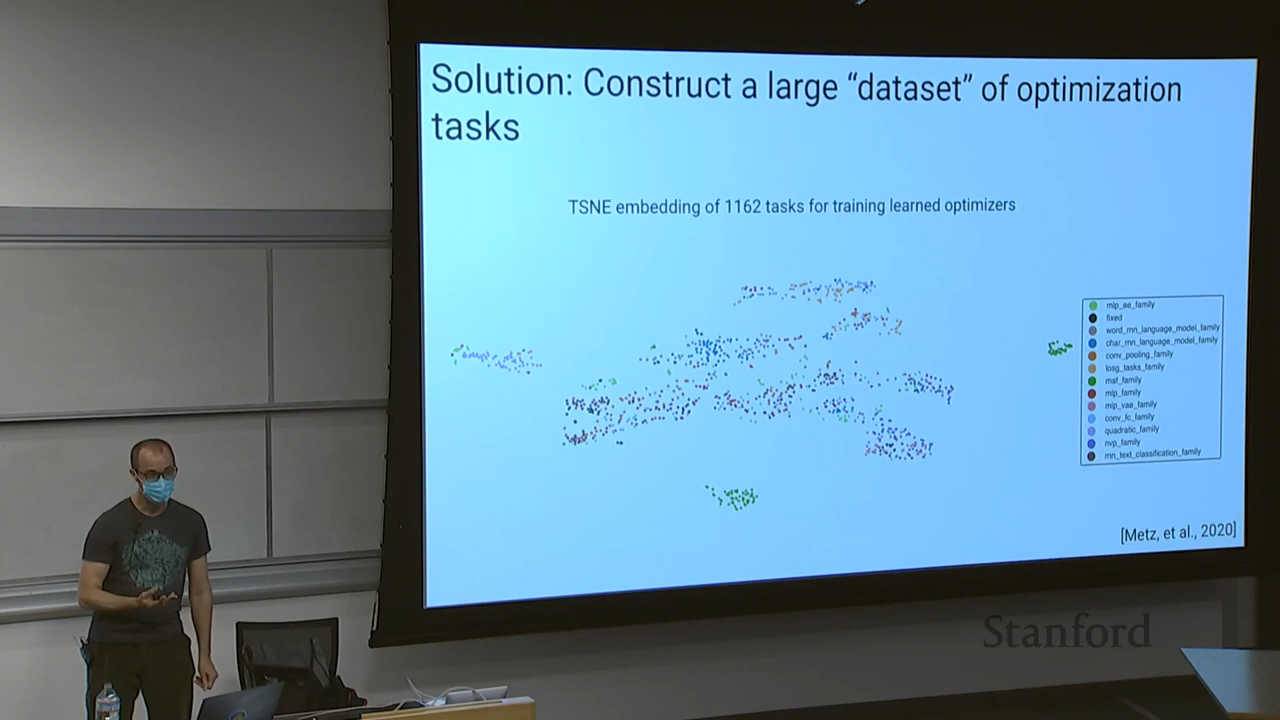 Solution: Construct a large “dataset” of optimization
tasks
TSNE embedding of 1162 tasks for training learned optimizers
mlp_ae_family
fixed
word_rnn_language_model_family
char_rnn_language_model_family
conv_pooling_family
losg_tasks_family
maf_family
mlp_family
mlp_vae_family
conv_fc_family
quadratic_family
nvp_family
rnn_text_classification_family
[Metz, et al., 2020]
Stanford